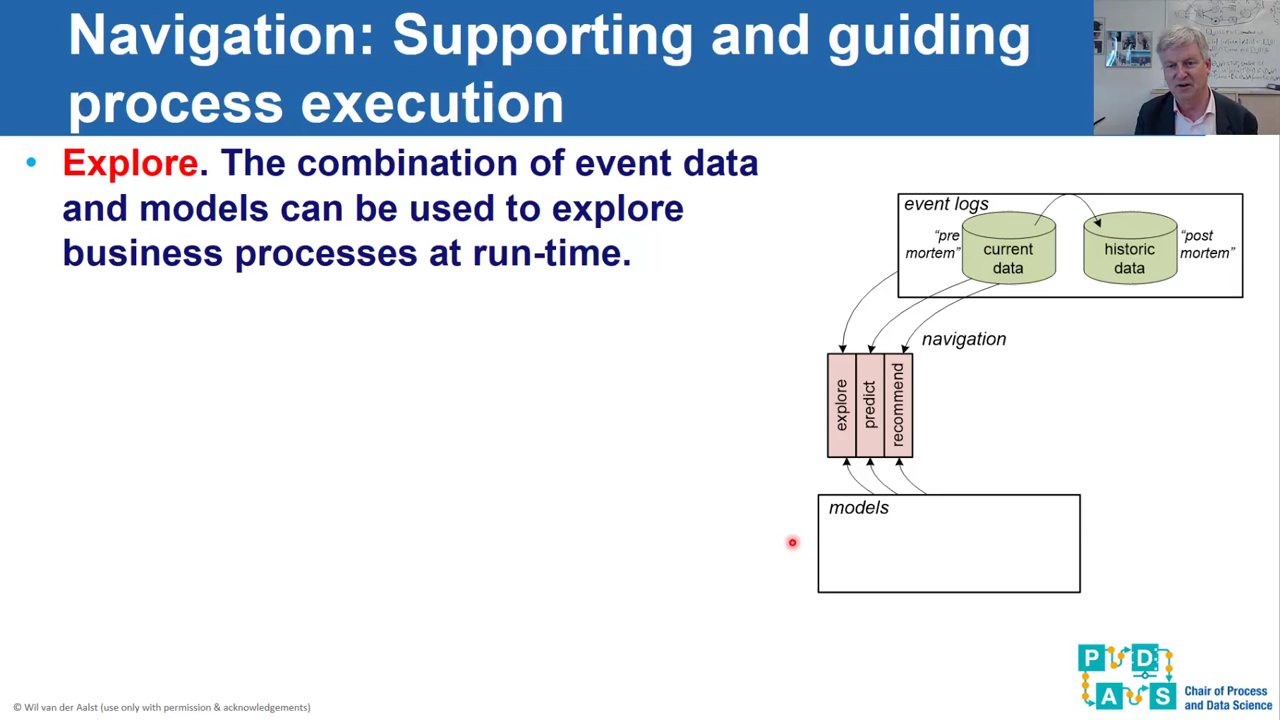 Navigation: Supporting and guiding
process execution
• Explore. The combination of event data
and models can be used to explore
business processes at run-time.
event logs
“pre
mortem”
current
data
historic
data
“post
mortem”
navigation
explore
predict
recommend
models
P D
A S
Chair of Process
and Data Science
© Wil van der Aalst (use only with permission & acknowledgements)